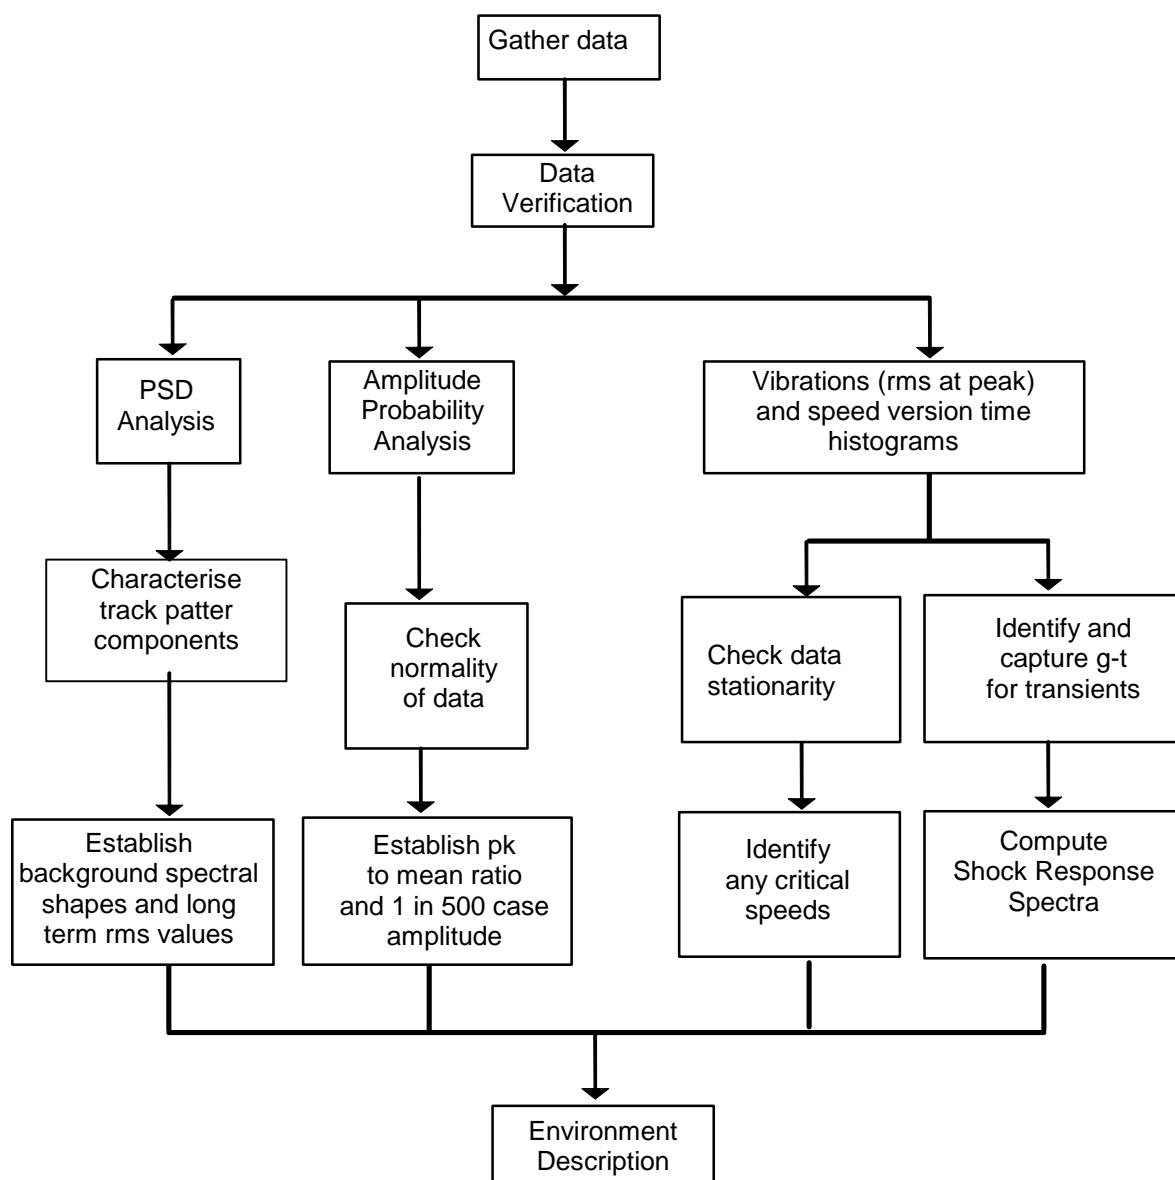 Gather data
Data
Verification
PSD
Analysis
Amplitude
Probability
Analysis
Vibrations (rms at peak)
and speed version time
histograms
Characterise
track patter
components
Check
normality
of data
Check data
stationarity
Identify and
capture g-t
for transients
Establish
background spectral
shapes and long
term rms values
Establish pk
to mean ratio
and 1 in 500 case
amplitude
Identify
any critical
speeds
Compute
Shock Response
Spectra
Environment
Description